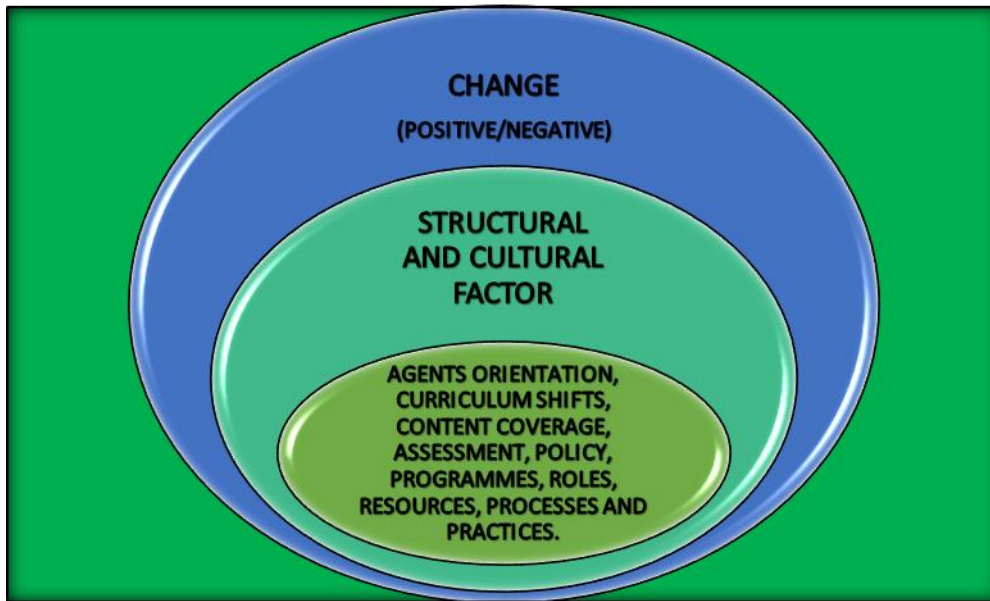 CHANGE
(POSITIVE/NEGATIVE)
STRUCTURAL
AND CULTURAL
FACTOR
AGENTS ORIENTATION,
CURRICULUM SHIFTS,
CONTENT COVERAGE,
ASSESSMENT, POLICY,
PROGRAMMES, ROLES,
RESOURCES, PROCESSES AND
PRACTICES.